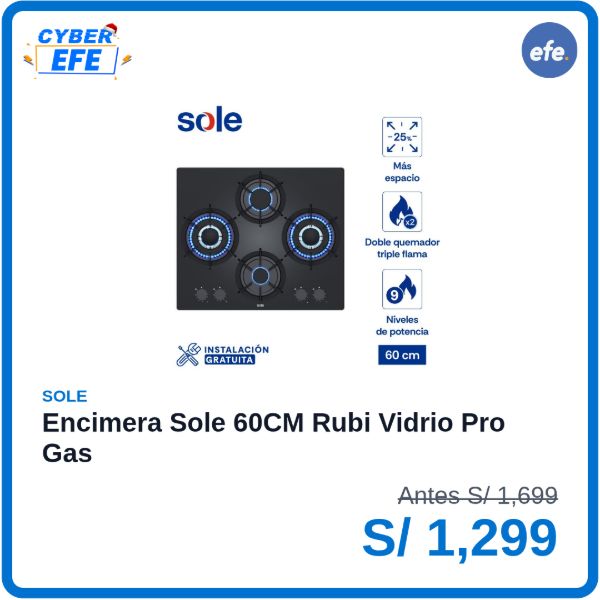 CYBER
EFE
efe.
sole
25%
Más
espacio
x2
Doble quemador
triple flama
9
Niveles
de potencia
60 cm
INSTALACIÓN
GRATUITA
SOLE
Encimera Sole 60CM Rubi Vidrio Pro
Gas
Antes S/ 1,699
S/ 1,299